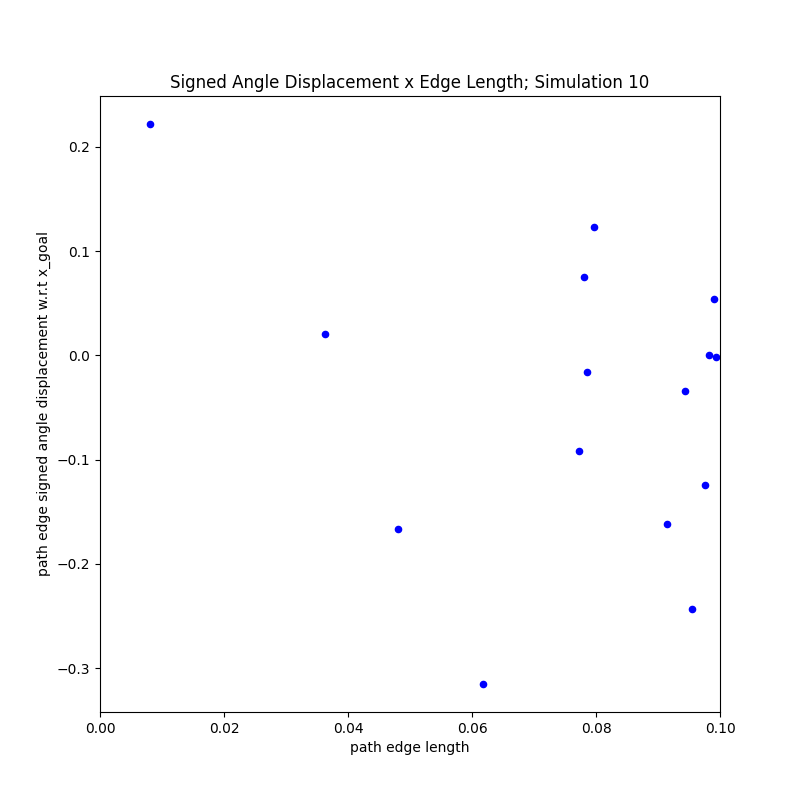 Signed Angle Displacement x Edge Length; Simulation 10
path edge signed angle displacement w.r.t x_goal
0.2
0.1
0.0
−0.1
−0.2
−0.3
0.00 0.02 0.04 0.06 0.08 0.10
path edge length